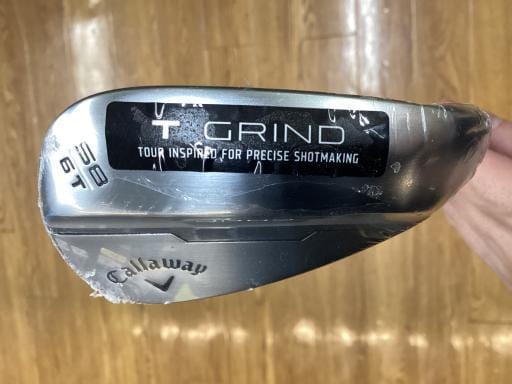 T GRIND
TOUR INSPIRED FOR PRECISE SHOTMAKING
58
6T
Callaway